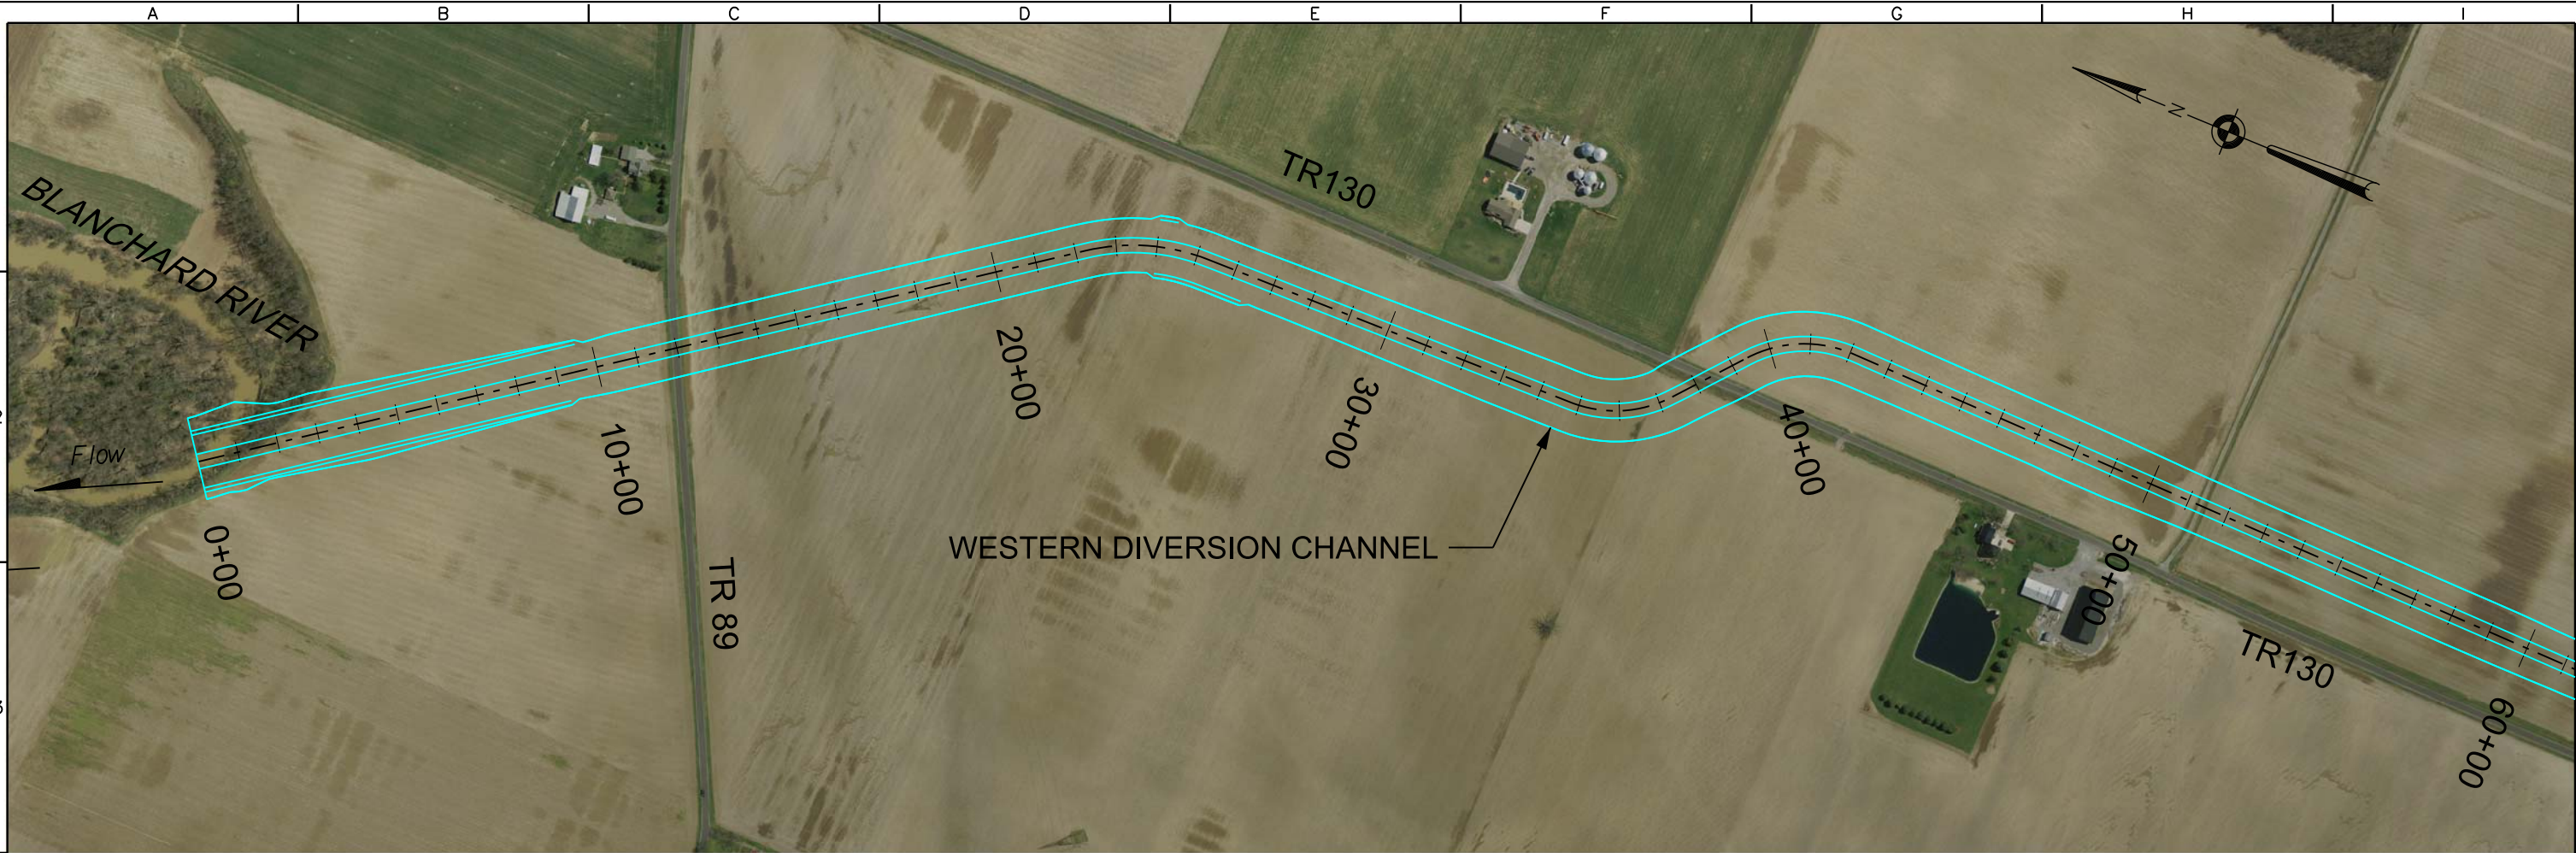 A B C D E F G H I
N
BLANCHARD RIVER
TR130
Flow
0+00
10+00
20+00
30+00
40+00
50+00
60+00
TR 89
WESTERN DIVERSION CHANNEL
TR130